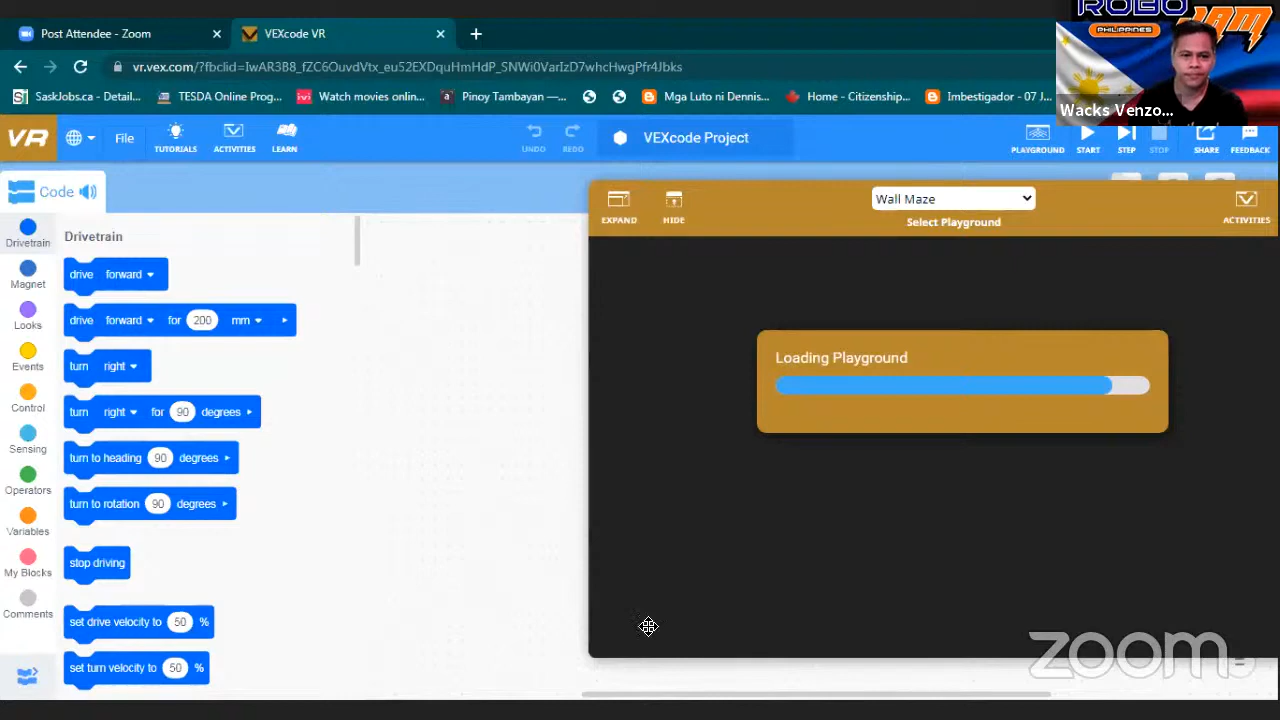 Post Attendee - Zoom
VEXcode VR
vr.vex.com/?fbclid=IwAR3B8_fZC6OuvdVtx_eu52EXDquHmHdP_SNWi0VarIzD7whcHwgPfr4Jbks
SaskJobs.ca - Detail...
TESDA Online Prog...
Watch movies onlin...
Pinoy Tambayan —...
Mga Luto ni Dennis...
Home - Citizenship...
Imbestigador - 07 J...
ROBO
JAM
PHILIPPINES
Wacks Venzo...
VR
File
TUTORIALS
ACTIVITIES
LEARN
UNDO
REDO
VEXcode Project
PLAYGROUND
START
STEP
STOP
SHARE
FEEDBACK
Code
EXPAND
HIDE
Wall Maze
Select Playground
ACTIVITIES
Drivetrain
Magnet
Looks
Events
Control
Sensing
Operators
Variables
My Blocks
Comments
Drivetrain
drive forward
drive forward for 200 mm
turn right
turn right for 90 degrees
turn to heading 90 degrees
turn to rotation 90 degrees
stop driving
set drive velocity to 50 %
set turn velocity to 50 %
Loading Playground
zoom